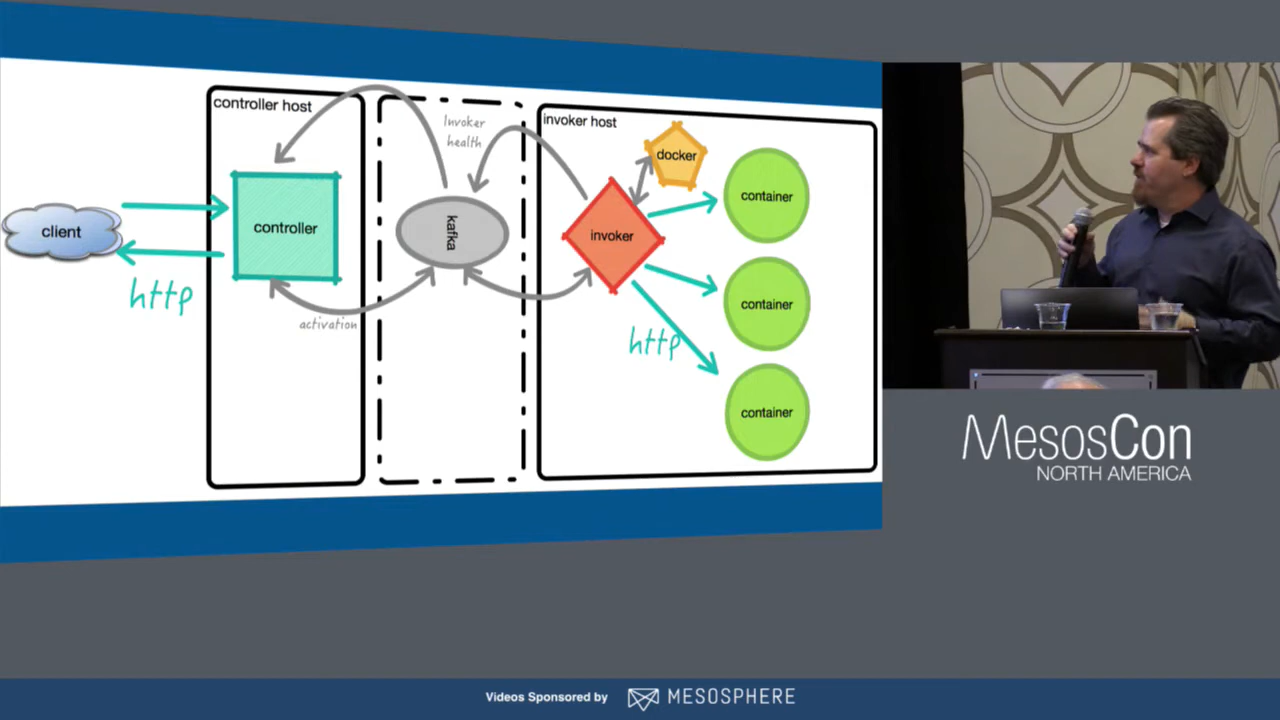 controller host
Invoker
health
invoker host
docker
container
client
controller
kafka
invoker
container
http
activation
http
container
MesosCon
NORTH AMERICA
Videos Sponsored by MESOSPHERE